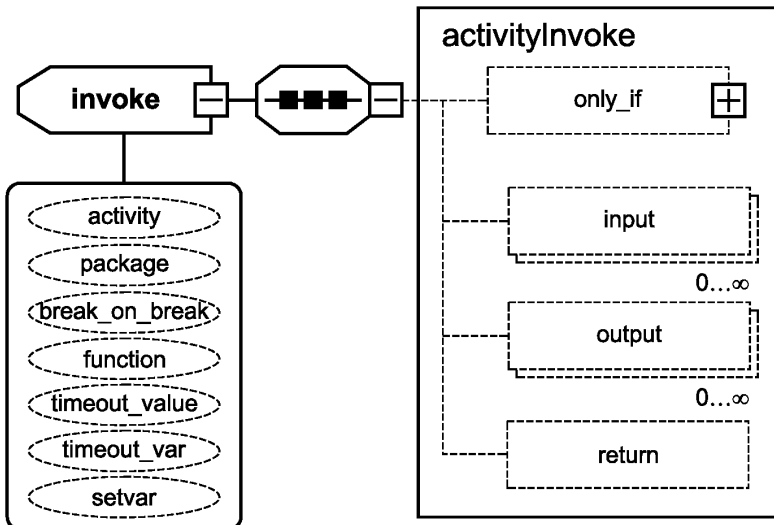 activityInvoke
invoke
only_if
activity
package
break_on_break
function
timeout_value
timeout_var
setvar
input
0...∞
output
0...∞
return